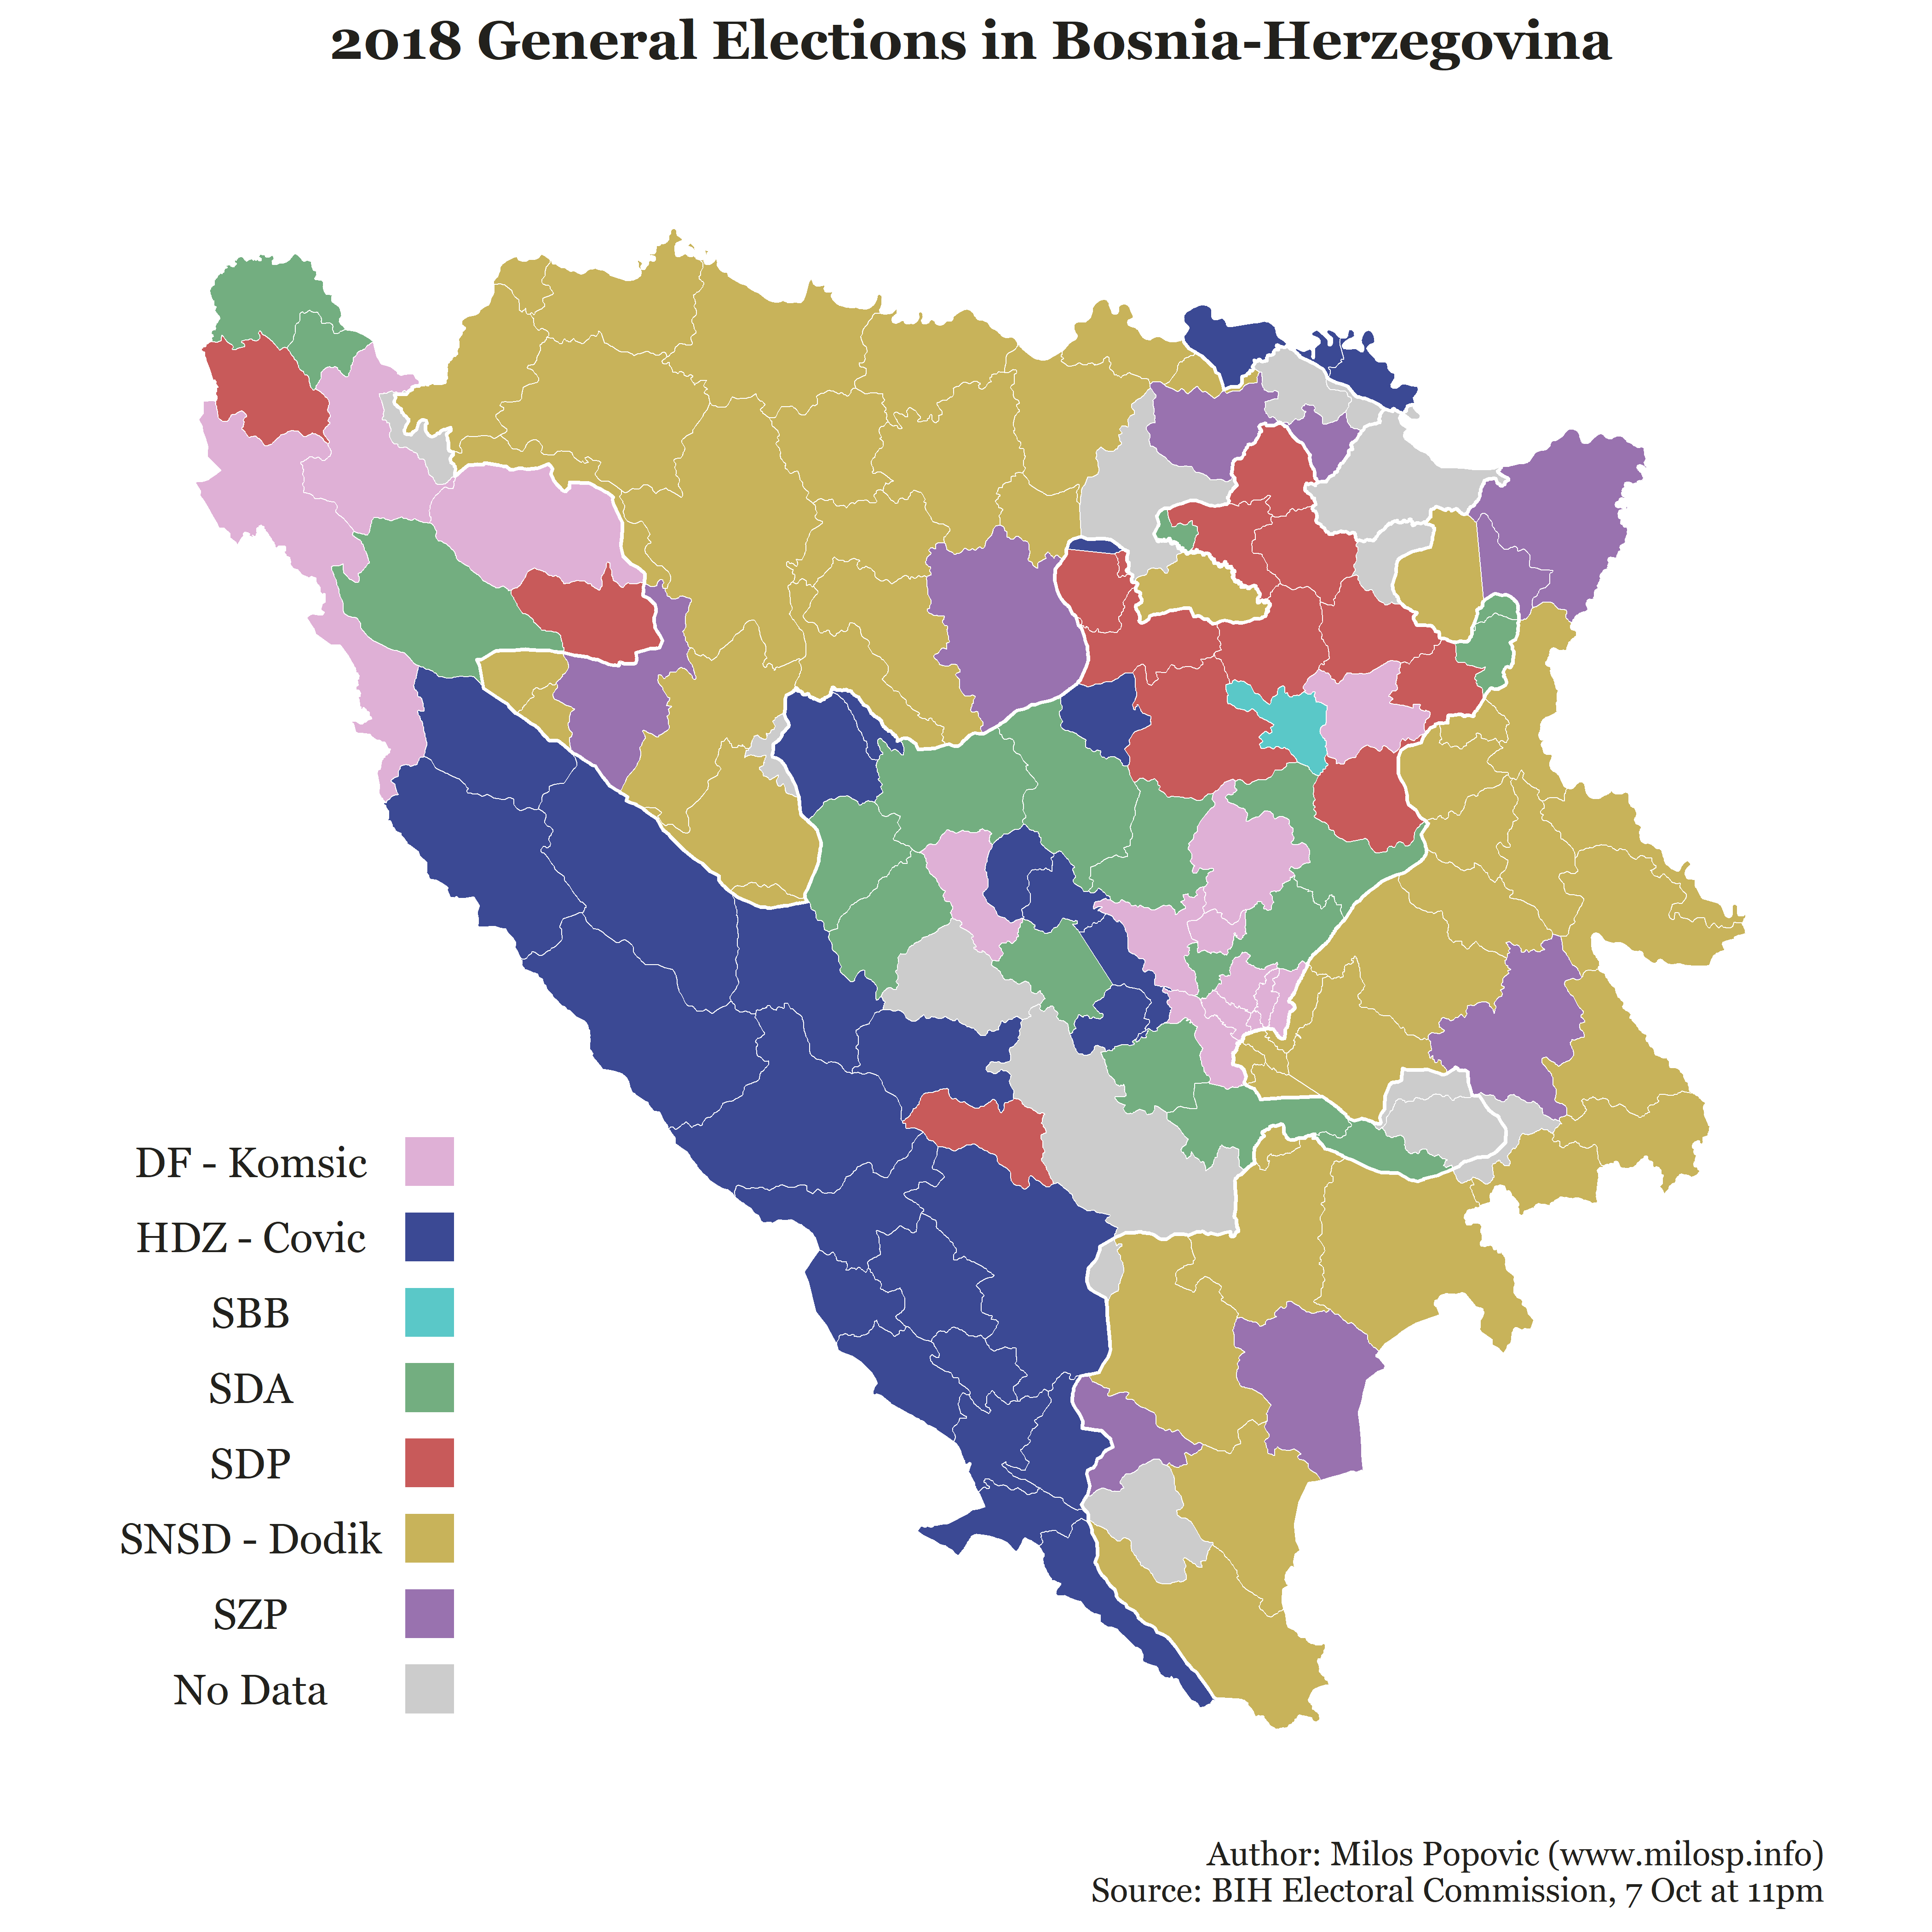 2018 General Elections in Bosnia-Herzegovina
DF - Komsic
HDZ - Covic
SBB
SDA
SDP
SNSD - Dodik
SZP
No Data
Author: Milos Popovic (www.milosp.info)
Source: BIH Electoral Commission, 7 Oct at 11pm